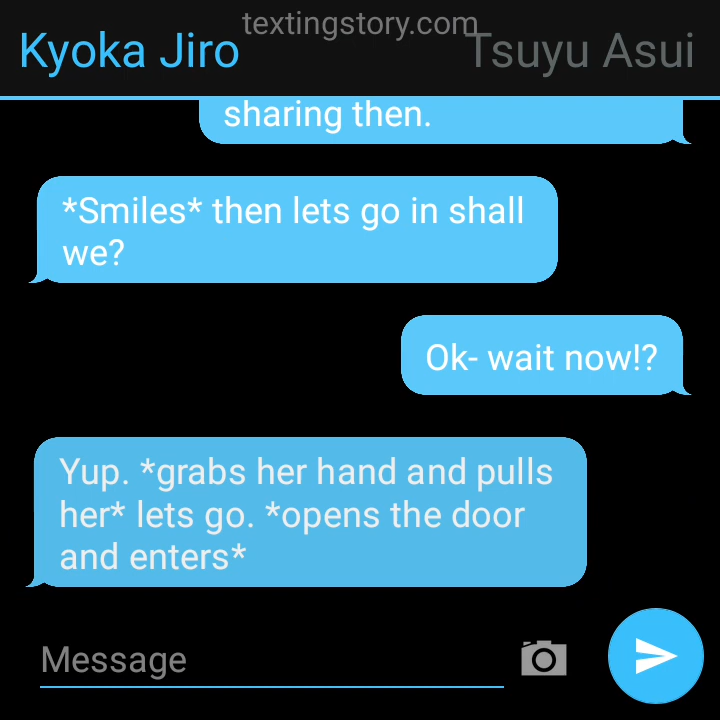 textingstory.com
Kyoka Jiro
Tsuyu Asui
sharing then.
*Smiles* then lets go in shall
we?
Ok- wait now!?
Yup. *grabs her hand and pulls
her* lets go. *opens the door
and enters*
Message